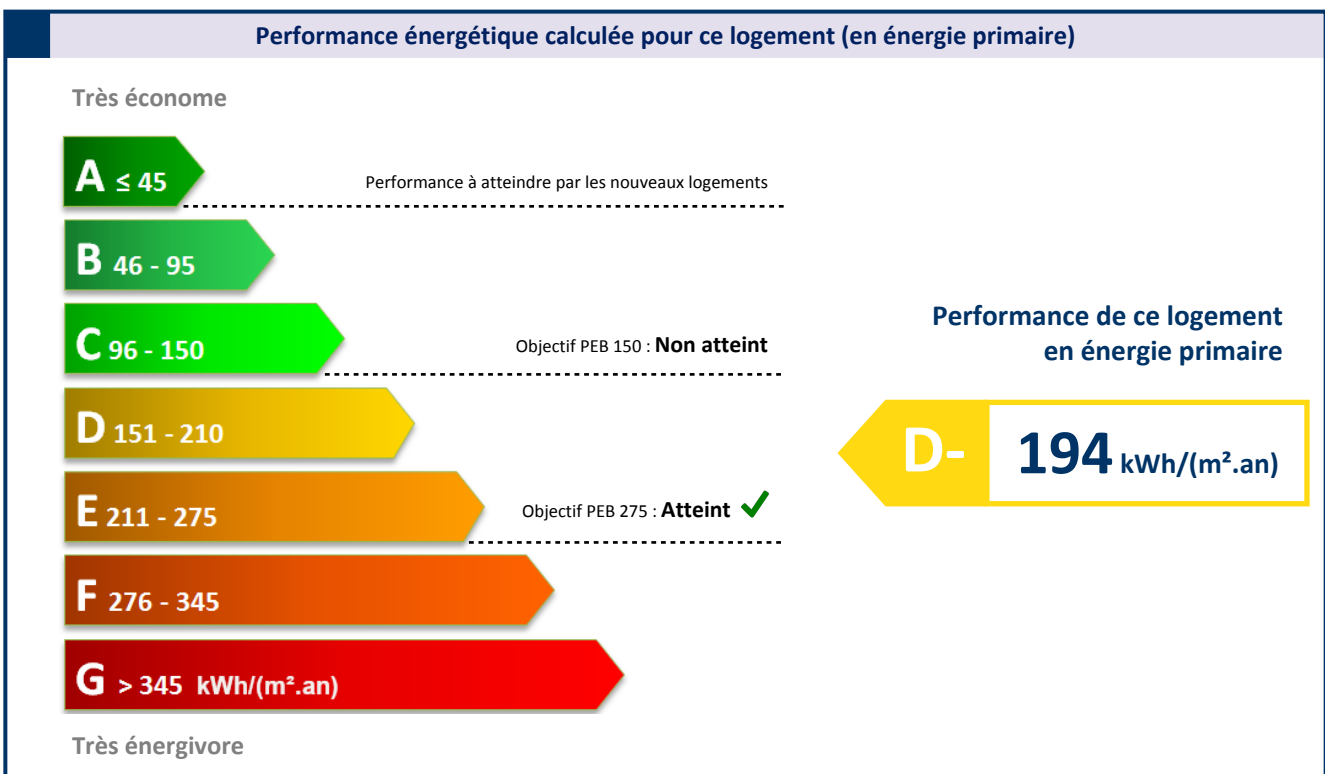 Performance énergétique calculée pour ce logement (en énergie primaire)
Très économe
A ≤ 45
Performance à atteindre par les nouveaux logements
B 46 - 95
C 96 - 150
Objectif PEB 150 : Non atteint
D 151 - 210
E 211 - 275
Objectif PEB 275 : Atteint ✓
F 276 - 345
G > 345 kWh/(m².an)
Très énergivore
Performance de ce logement
en énergie primaire
D- 194 kWh/(m².an)